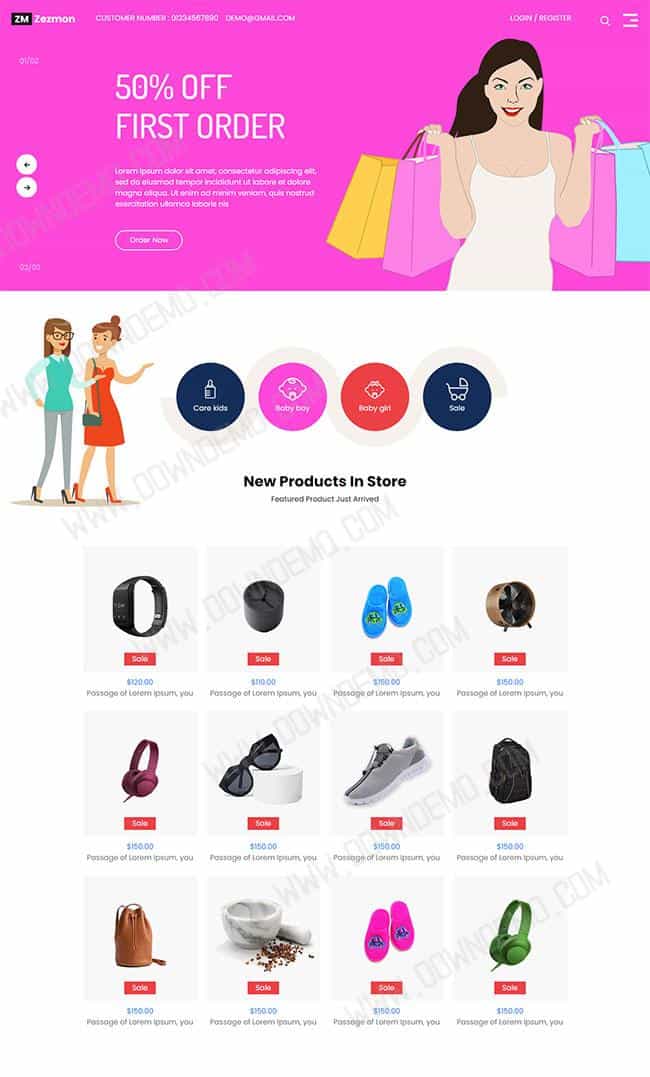 ZM Zezmon
CUSTOMER NUMBER : 01234567890 DEMO@GMAIL.COM
LOGIN / REGISTER
01/02
50% OFF
FIRST ORDER
Lorem ipsum dolor sit amet, consectetur adipisicing elit,
sed do eiusmod tempor incididunt ut labore et dolore
magna aliqua. Ut enim ad minim veniam, quis nostrud
exercitation ullamco laboris nis
Order Now
02/00
Care kids
Baby boy
Baby girl
Sale
New Products In Store
Featured Product Just Arrived
Sale Sale Sale Sale
$120.00 $110.00 $150.00 $150.00
Passage of Lorem Ipsum, you Passage of Lorem Ipsum, you Passage of Lorem Ipsum, you Passage of Lorem Ipsum, you
Sale Sale Sale Sale
$150.00 $150.00 $150.00 $150.00
Passage of Lorem Ipsum, you Passage of Lorem Ipsum, you Passage of Lorem Ipsum, you Passage of Lorem Ipsum, you
Sale Sale Sale Sale
$150.00 $150.00 $150.00 $150.00
Passage of Lorem Ipsum, you Passage of Lorem Ipsum, you Passage of Lorem Ipsum, you Passage of Lorem Ipsum, you
WWW.DOWNDEMO.COM